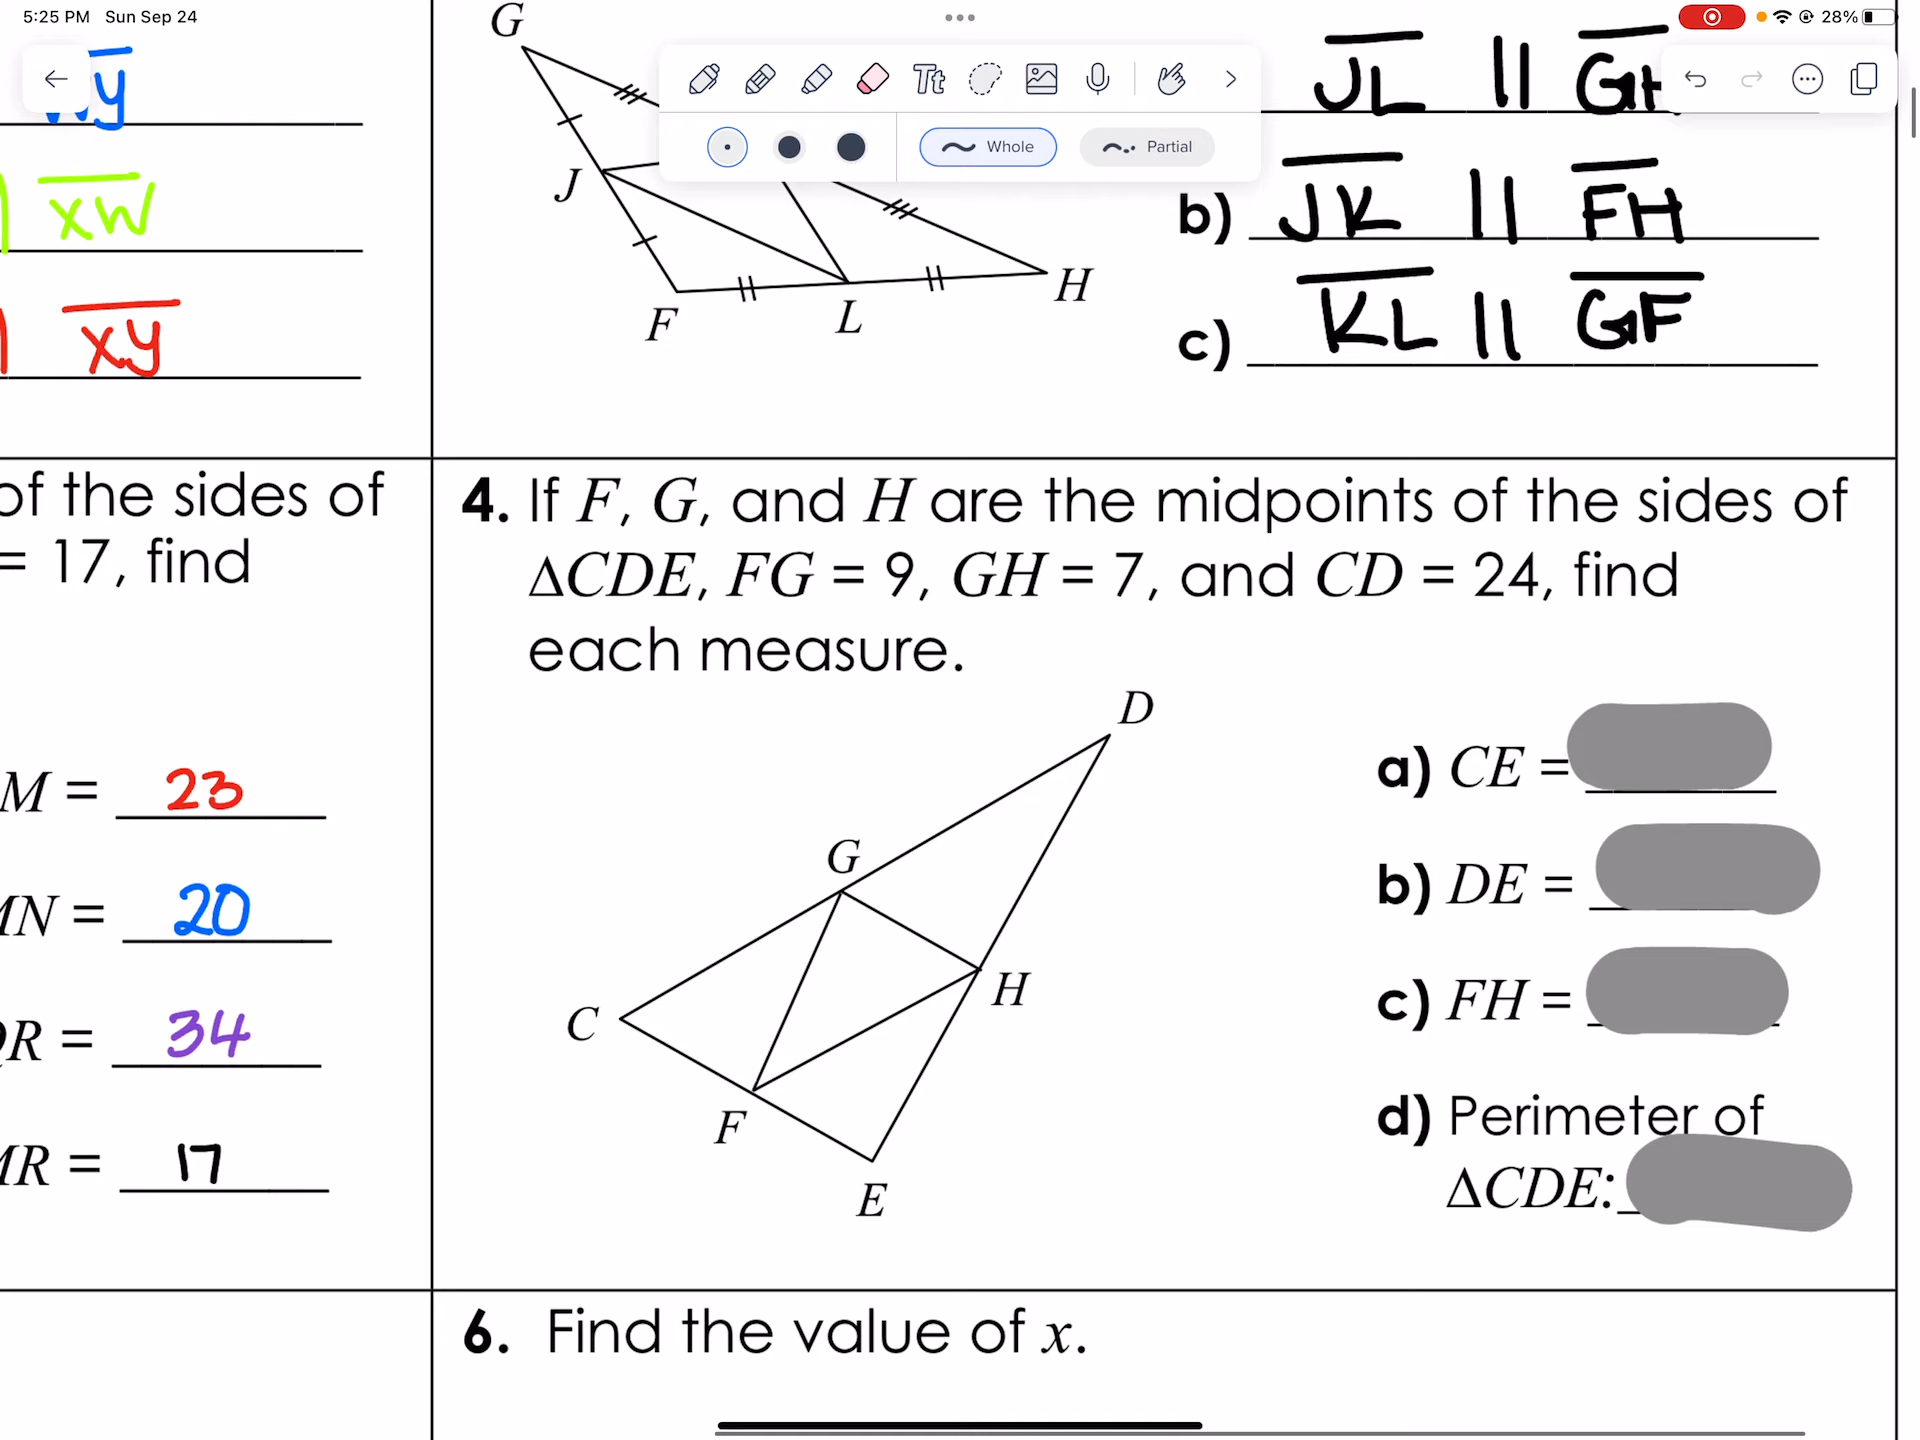 5:25 PM Sun Sep 24
28%
Tt
Whole
Partial
y
XW
xy
G
J
F
L
H
JL || GH
b) JK || FH
c) KL || GF
of the sides of
= 17, find
M = 23
MN = 20
QR = 34
MR = 17
4. If F, G, and H are the midpoints of the sides of
ΔCDE, FG = 9, GH = 7, and CD = 24, find
each measure.
D
G
H
C
F
E
a) CE =
b) DE =
c) FH =
d) Perimeter of
ΔCDE:
6. Find the value of x.